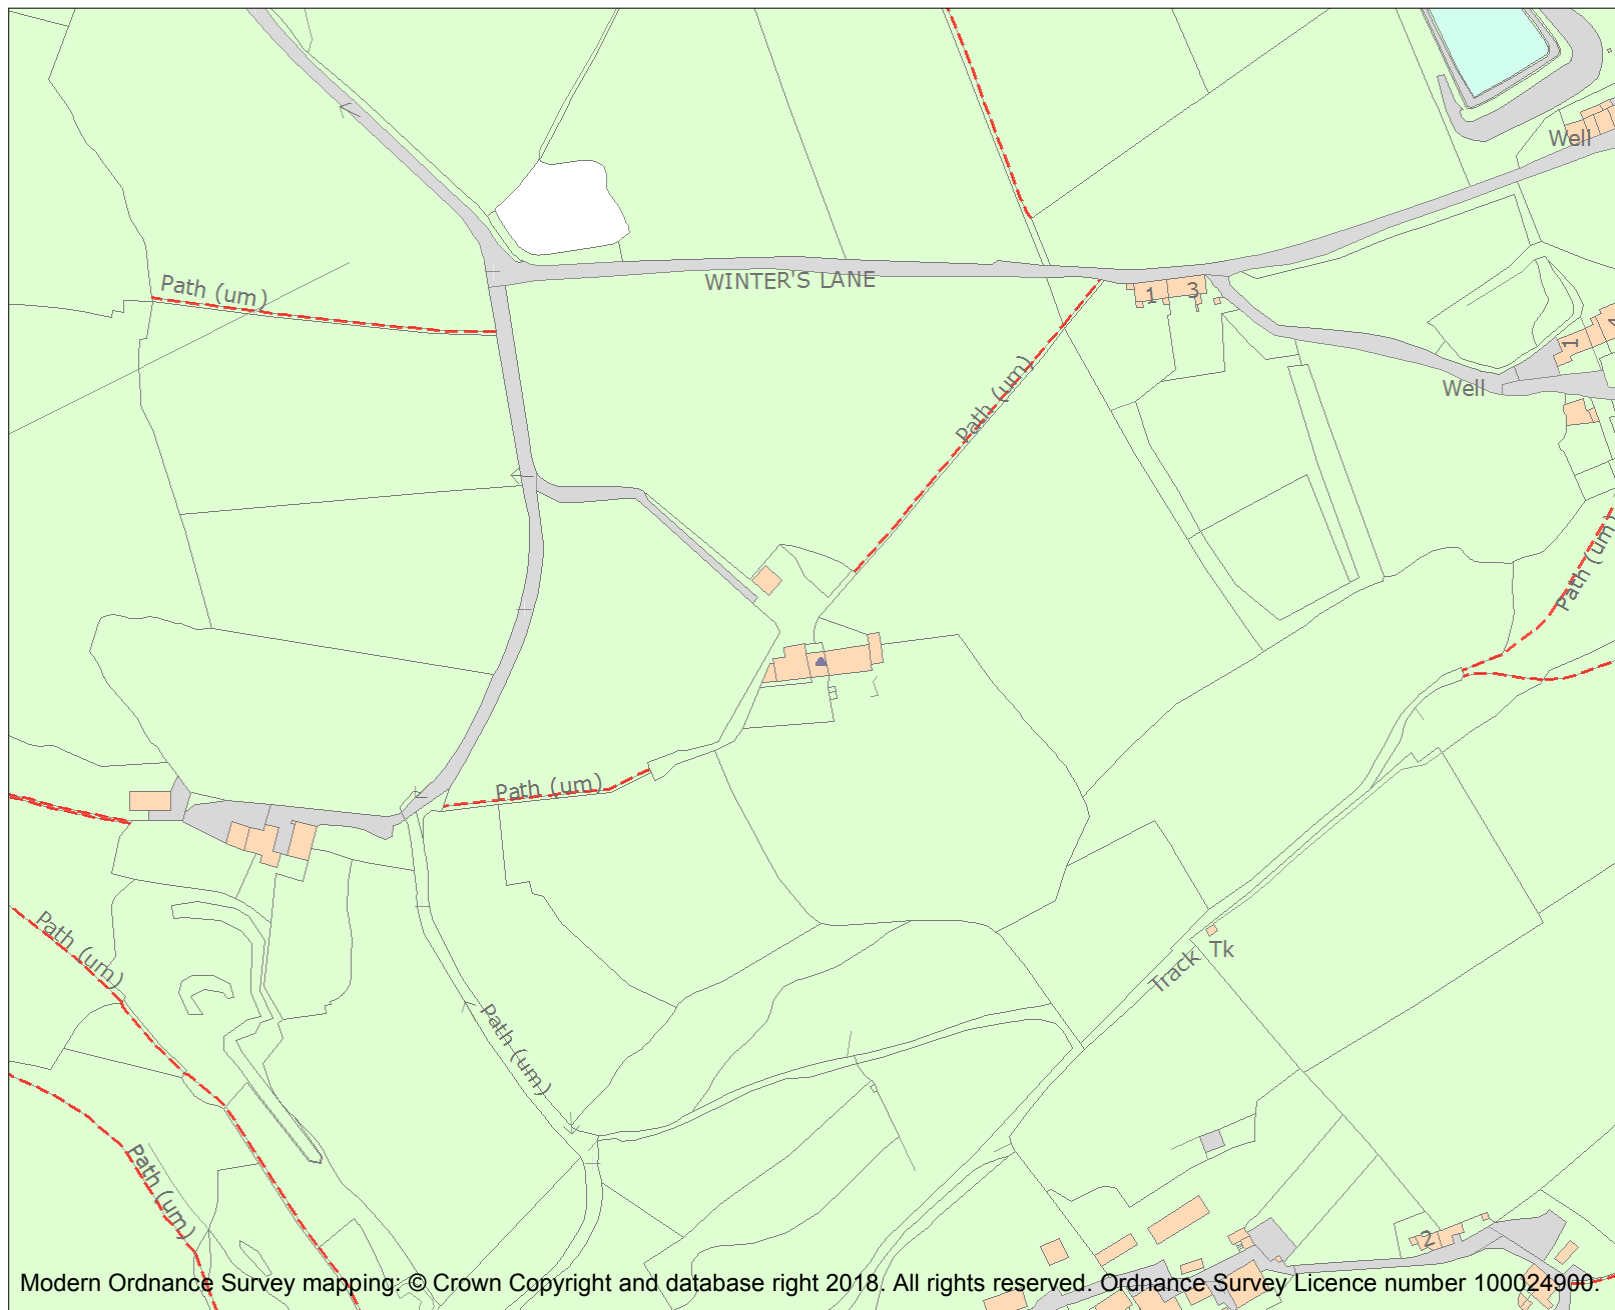 Well
Path (um)
WINTER'S LANE
1
3
Path (um)
1
Well
Path (um)
Path (um)
Path (um)
Track
Tk
Path (um)
Path (um)
2
Modern Ordnance Survey mapping: © Crown Copyright and database right 2018. All rights reserved. Ordnance Survey Licence number 100024900.